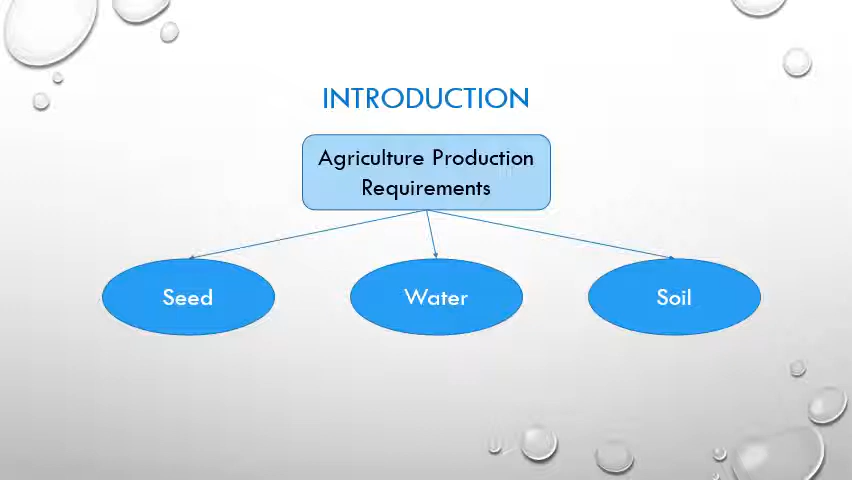 INTRODUCTION
Agriculture Production
Requirements
Seed
Water
Soil